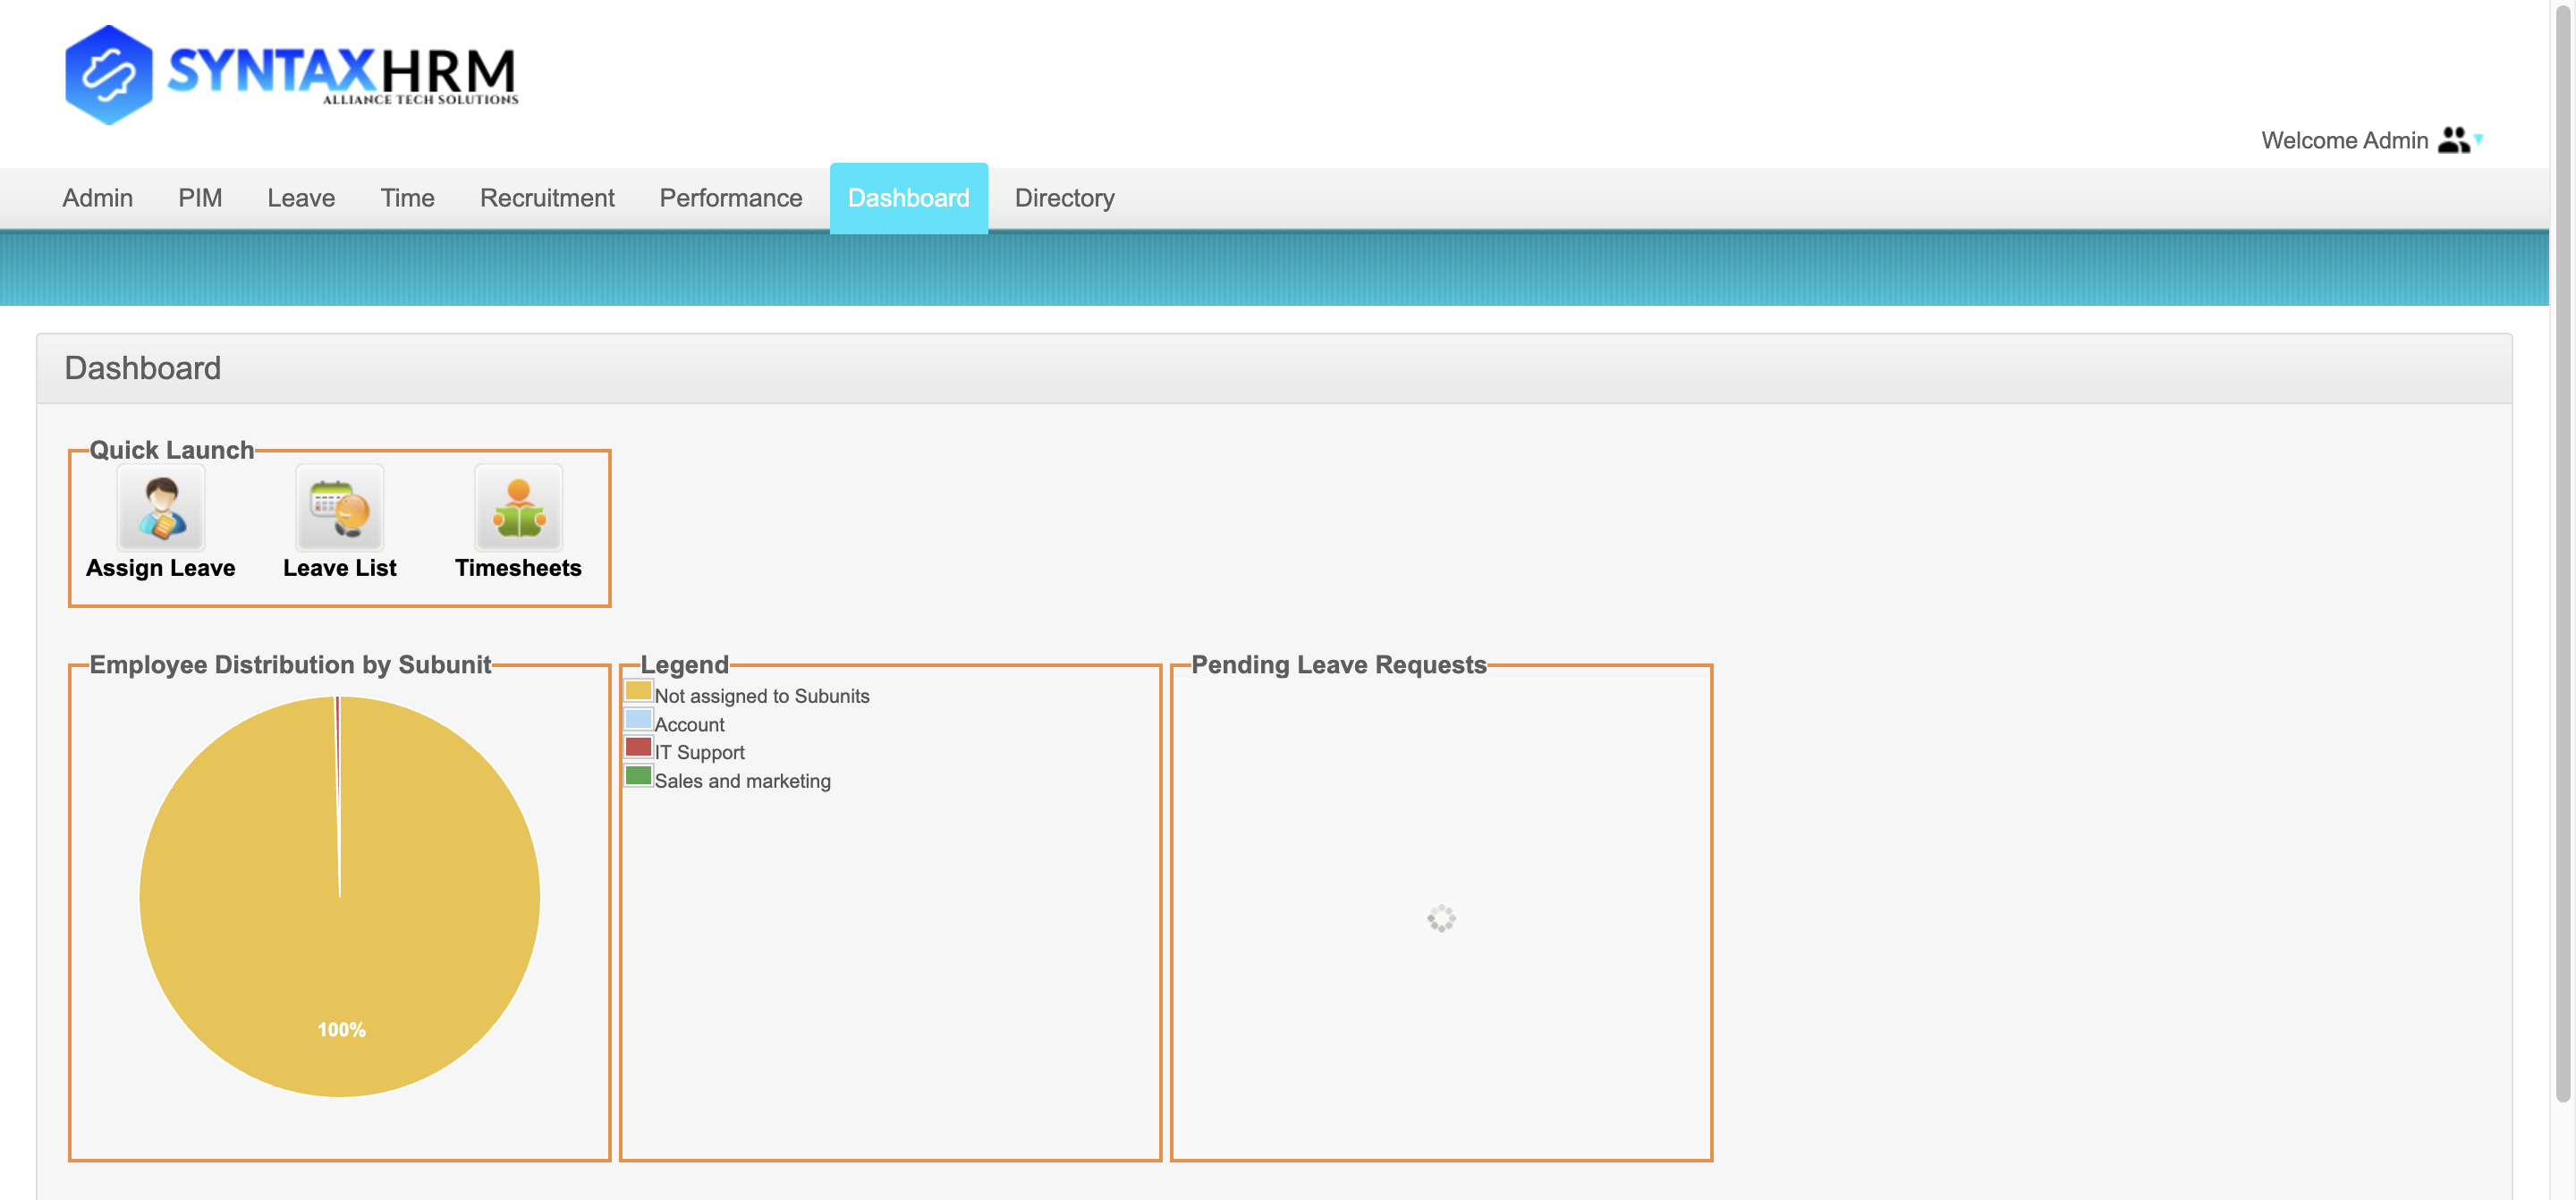 SYNTAXHRM
ALLIANCE TECH SOLUTIONS
Welcome Admin
Admin PIM Leave Time Recruitment Performance Dashboard Directory
Dashboard
Quick Launch
Assign Leave Leave List Timesheets
Employee Distribution by Subunit
100%
Legend
Not assigned to Subunits
Account
IT Support
Sales and marketing
Pending Leave Requests